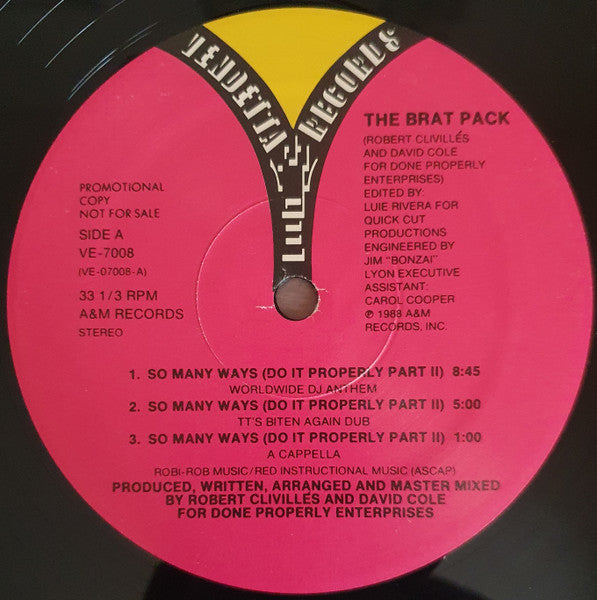 VENDETTA RECORDS
THE BRAT PACK
(ROBERT CLIVILLÉS
AND DAVID COLE
FOR DONE PROPERLY
ENTERPRISES)
EDITED BY:
LUIE RIVERA FOR
QUICK CUT
PRODUCTIONS
ENGINEERED BY
JIM "BONZAI"
LYON EXECUTIVE
ASSISTANT:
CAROL COOPER
℗ 1988 A&M
RECORDS, INC.
PROMOTIONAL
COPY
NOT FOR SALE
SIDE A
VE-7008
(VE-07008-A)
33 1/3 RPM
A&M RECORDS
STEREO
1. SO MANY WAYS (DO IT PROPERLY PART II) 8:45
WORLDWIDE DJ ANTHEM
2. SO MANY WAYS (DO IT PROPERLY PART II) 5:00
TT'S BITEN AGAIN DUB
3. SO MANY WAYS (DO IT PROPERLY PART II) 1:00
A CAPPELLA
ROBI-ROB MUSIC/RED INSTRUCTIONAL MUSIC (ASCAP)
PRODUCED, WRITTEN, ARRANGED AND MASTER MIXED
BY ROBERT CLIVILLÉS AND DAVID COLE
FOR DONE PROPERLY ENTERPRISES